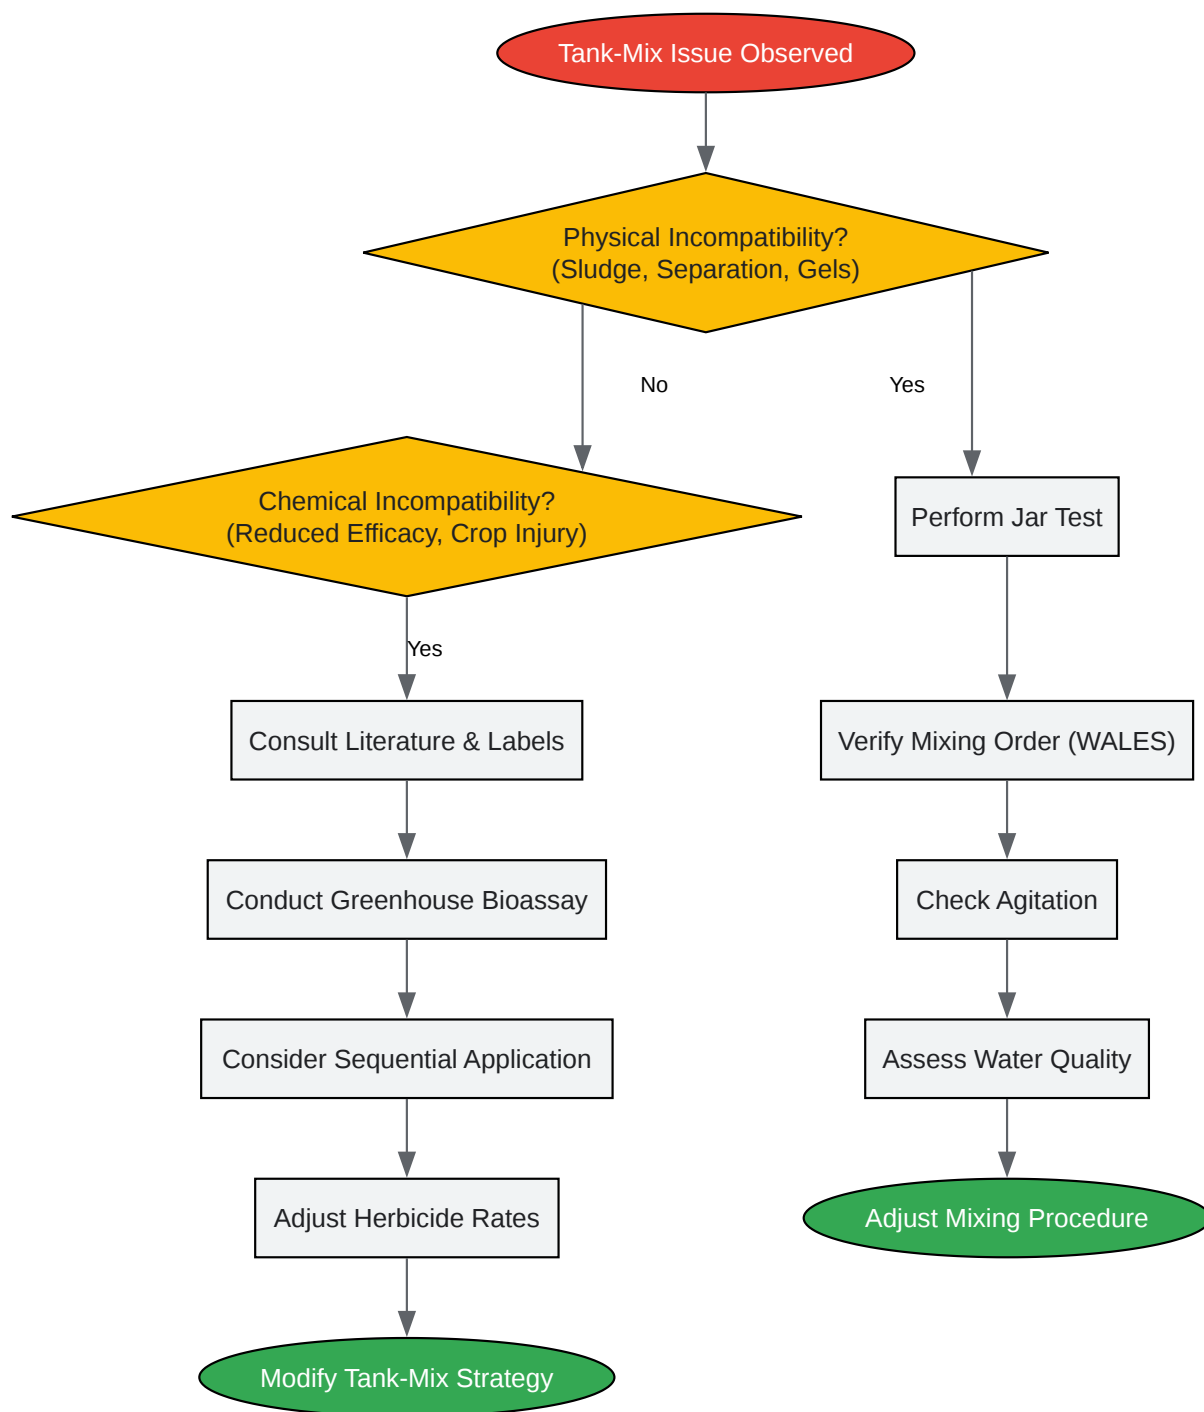 Tank-Mix Issue Observed
Physical Incompatibility?
(Sludge, Separation, Gels)
No
Yes
Chemical Incompatibility?
(Reduced Efficacy, Crop Injury)
Perform Jar Test
Yes
Consult Literature & Labels
Verify Mixing Order (WALES)
Conduct Greenhouse Bioassay
Check Agitation
Consider Sequential Application
Assess Water Quality
Adjust Herbicide Rates
Adjust Mixing Procedure
Modify Tank-Mix Strategy